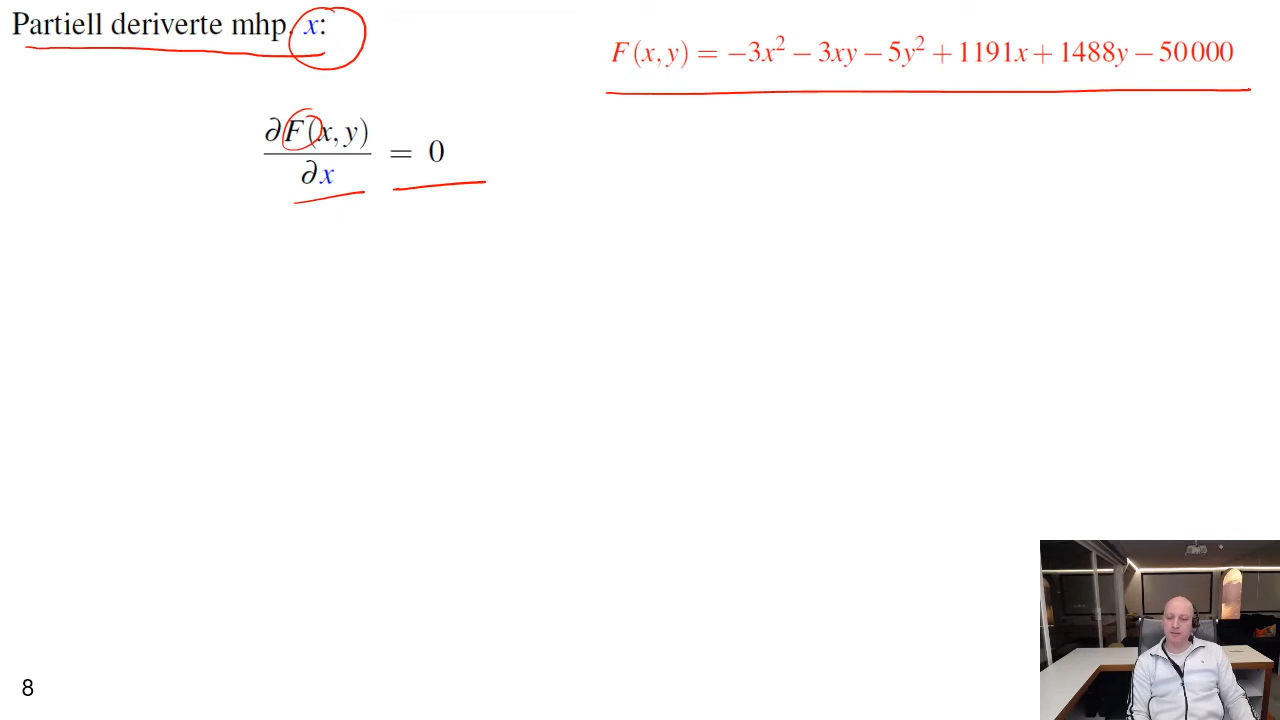 Partiell deriverte mhp. x:
F(x, y) = −3x² − 3xy − 5y² + 1191x + 1488y − 50000
∂F(x, y)
∂x
= 0
8